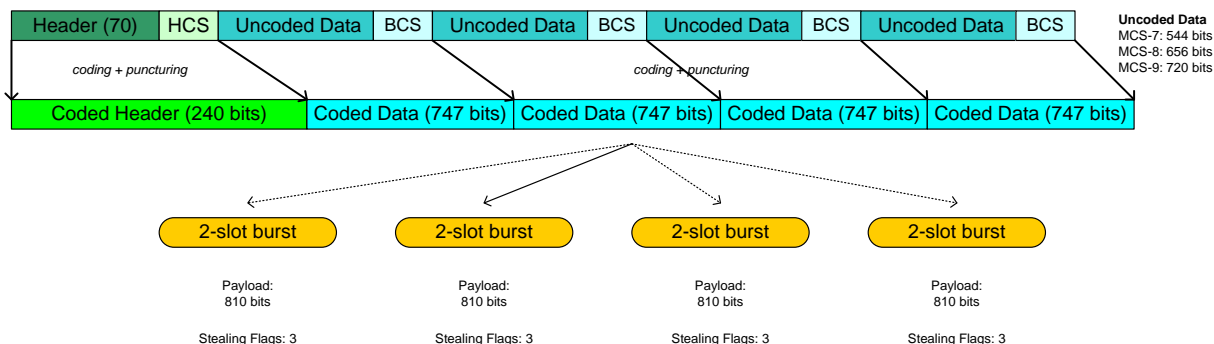 Header (70) HCS Uncoded Data BCS Uncoded Data BCS Uncoded Data BCS Uncoded Data BCS
Uncoded Data
MCS-7: 544 bits
MCS-8: 656 bits
MCS-9: 720 bits
coding + puncturing coding + puncturing
Coded Header (240 bits) Coded Data (747 bits) Coded Data (747 bits) Coded Data (747 bits) Coded Data (747 bits)
2-slot burst 2-slot burst 2-slot burst 2-slot burst
Payload: Payload: Payload: Payload:
810 bits 810 bits 810 bits 810 bits
Stealing Flags: 3 Stealing Flags: 3 Stealing Flags: 3 Stealing Flags: 3